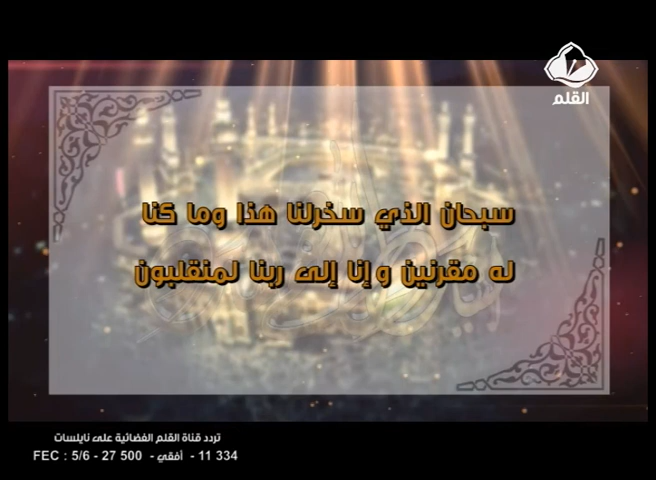 القلم
سبحان الذي سخرلنا هذا وما كنا
له مقرنين وإنا إلى ربنا لمنقلبون
تردد قناة القلم الفضائية على نايلسات
FEC : 5/6 - 27 500 - أفقي - 11 334